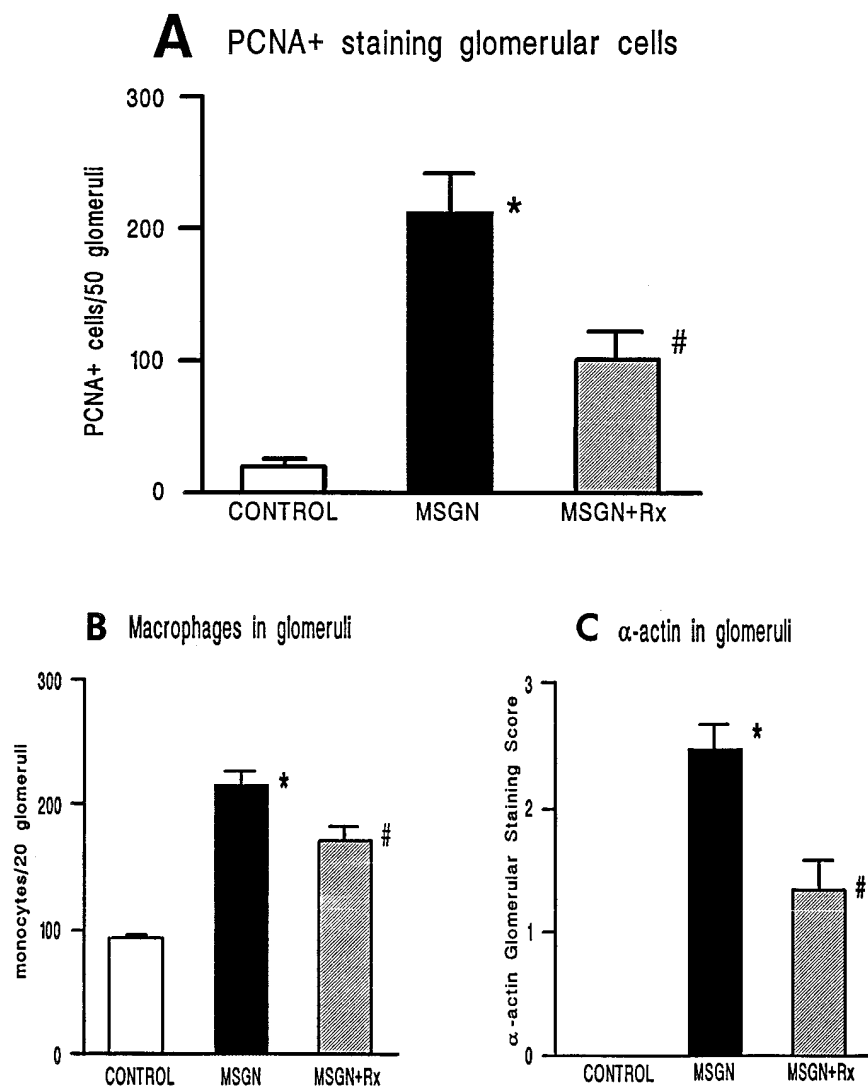 A PCNA+ staining glomerular cells
PCNA+ cells/50 glomeruli
300
200
100
0
*
#
CONTROL MSGN MSGN+Rx
B Macrophages in glomeruli
monocytes/20 glomeruli
300
200
100
0
*
#
CONTROL MSGN MSGN+Rx
C α-actin in glomeruli
α-actin Glomerular Staining Score
3
2
1
0
*
#
CONTROL MSGN MSGN+Rx